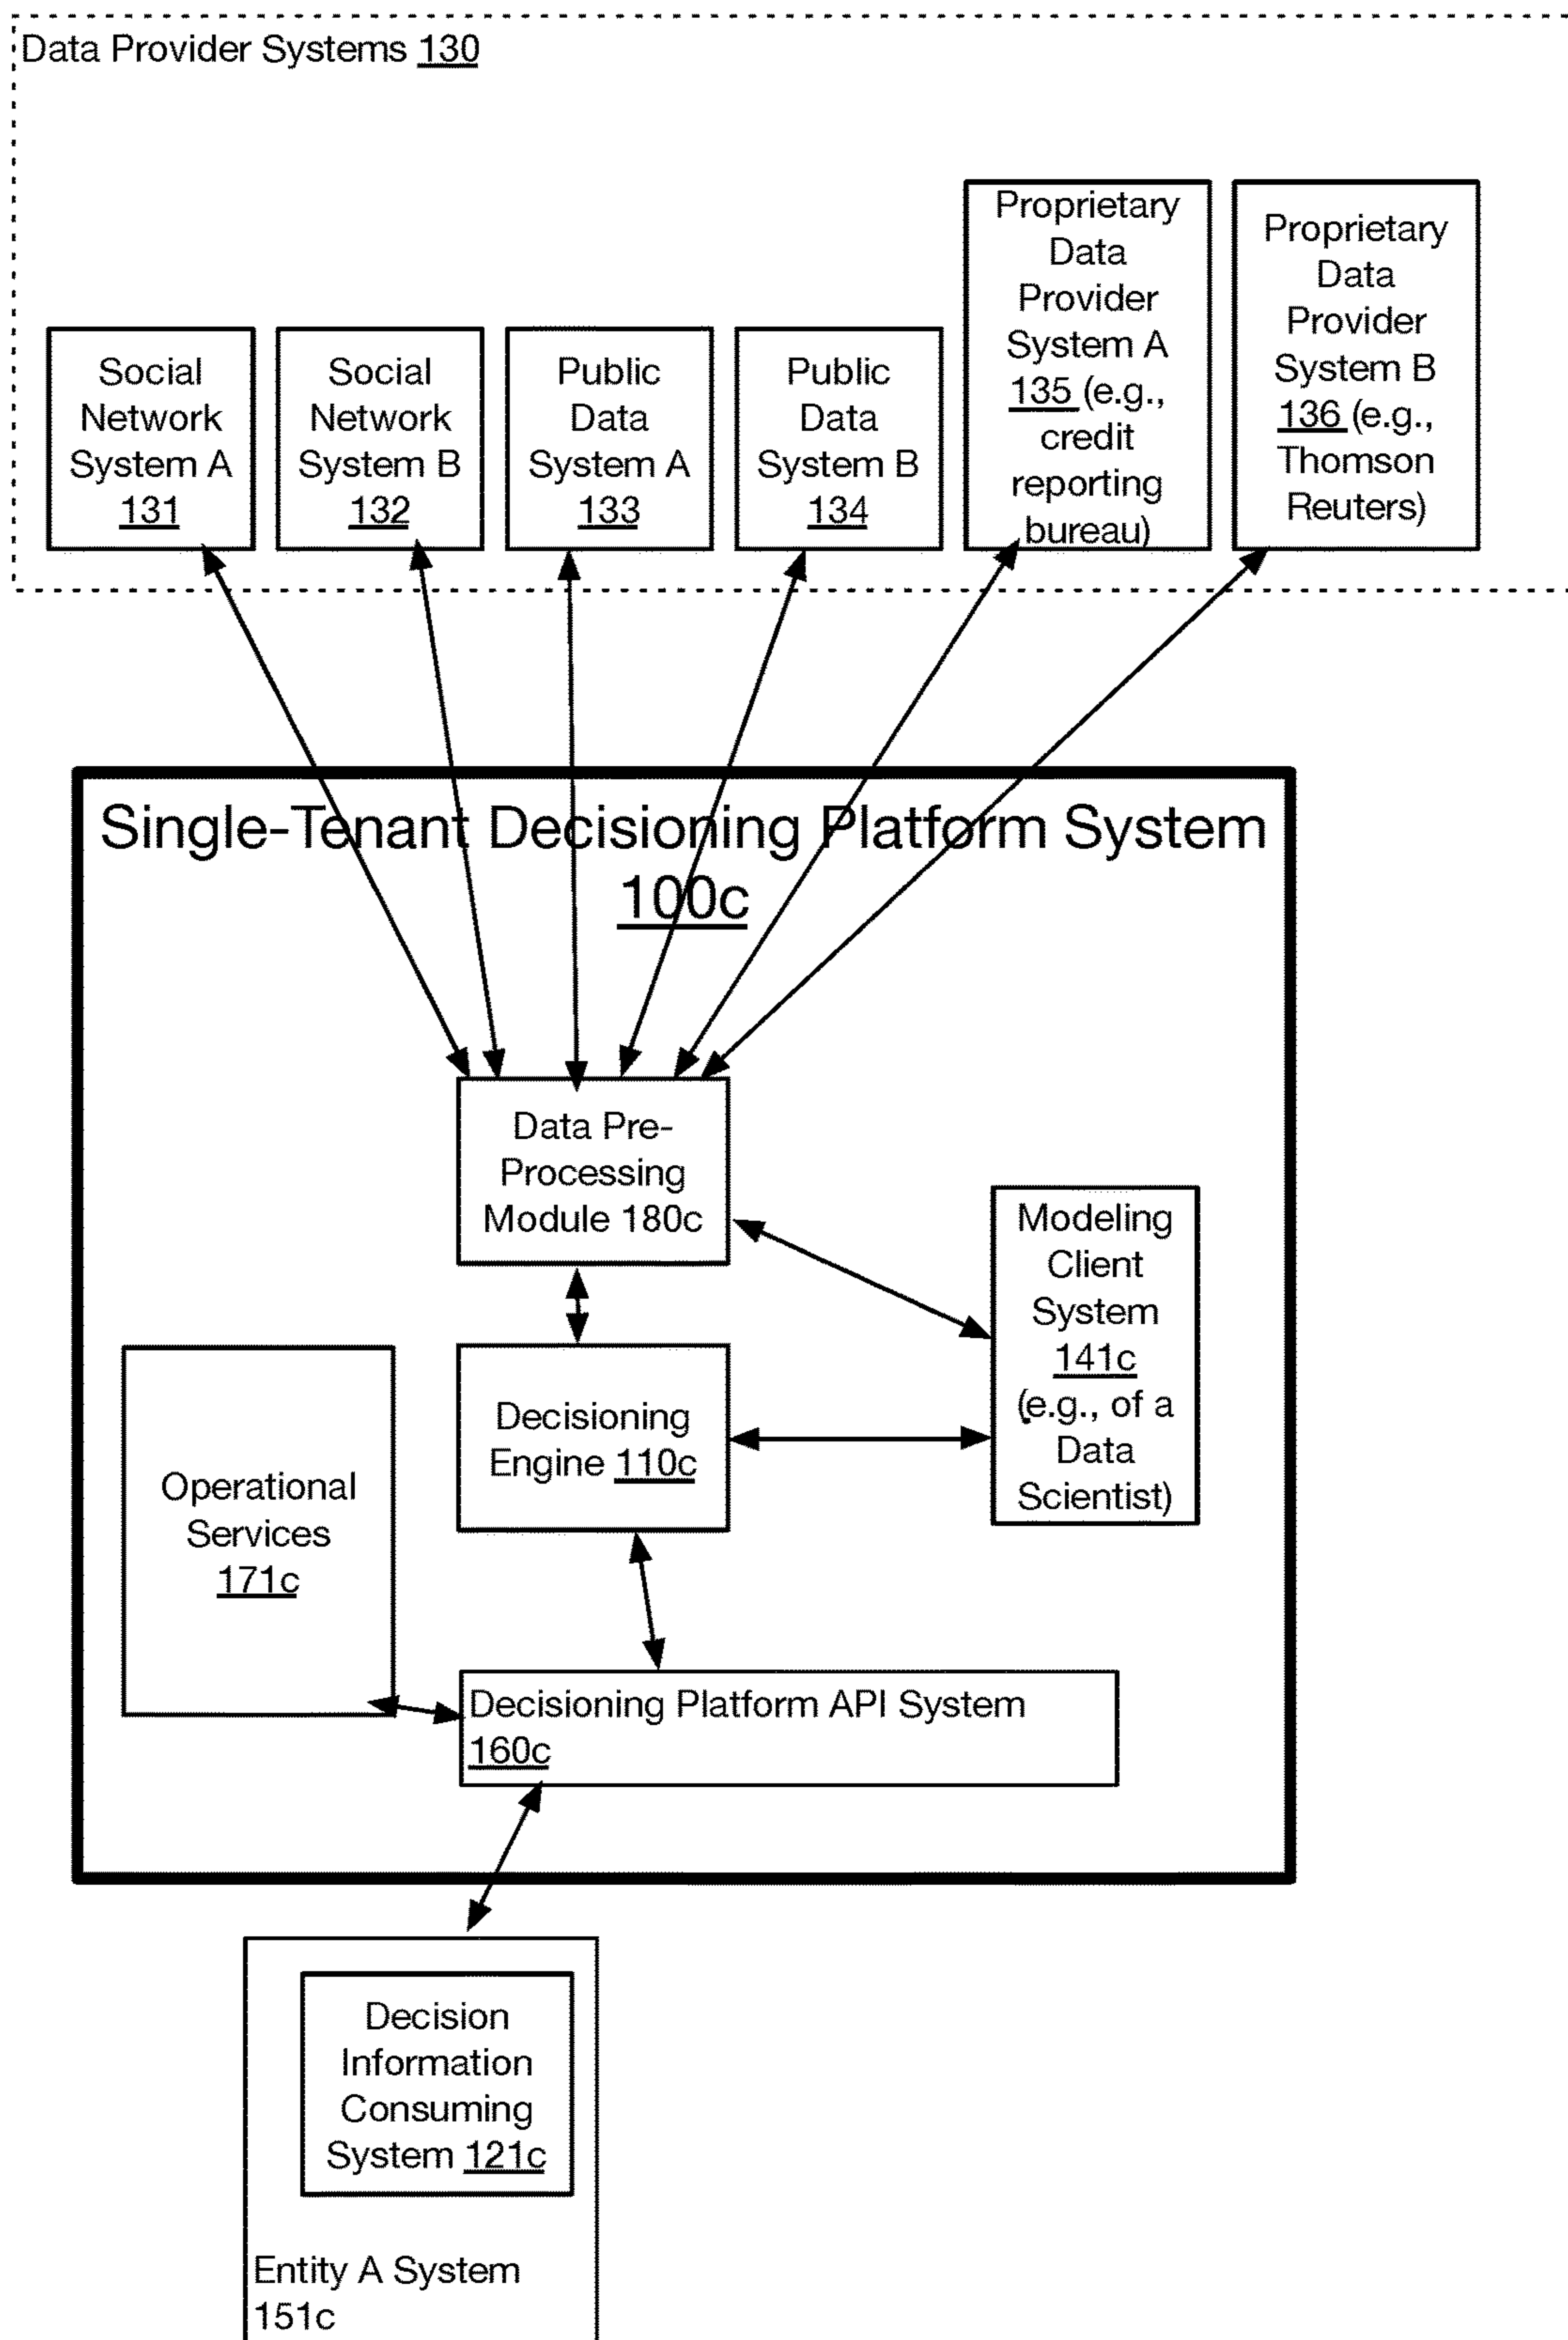 Data Provider Systems 130
Social
Network
System A
131
Social
Network
System B
132
Public
Data
System A
133
Public
Data
System B
134
Proprietary
Data
Provider
System A
135 (e.g.,
credit
reporting
bureau)
Proprietary
Data
Provider
System B
136 (e.g.,
Thomson
Reuters)
Single-Tenant Decisioning Platform System
100c
Data Pre-
Processing
Module 180c
Modeling
Client
System
141c
(e.g., of a
Data
Scientist)
Decisioning
Engine 110c
Operational
Services
171c
Decisioning Platform API System
160c
Decision
Information
Consuming
System 121c
Entity A System
151c